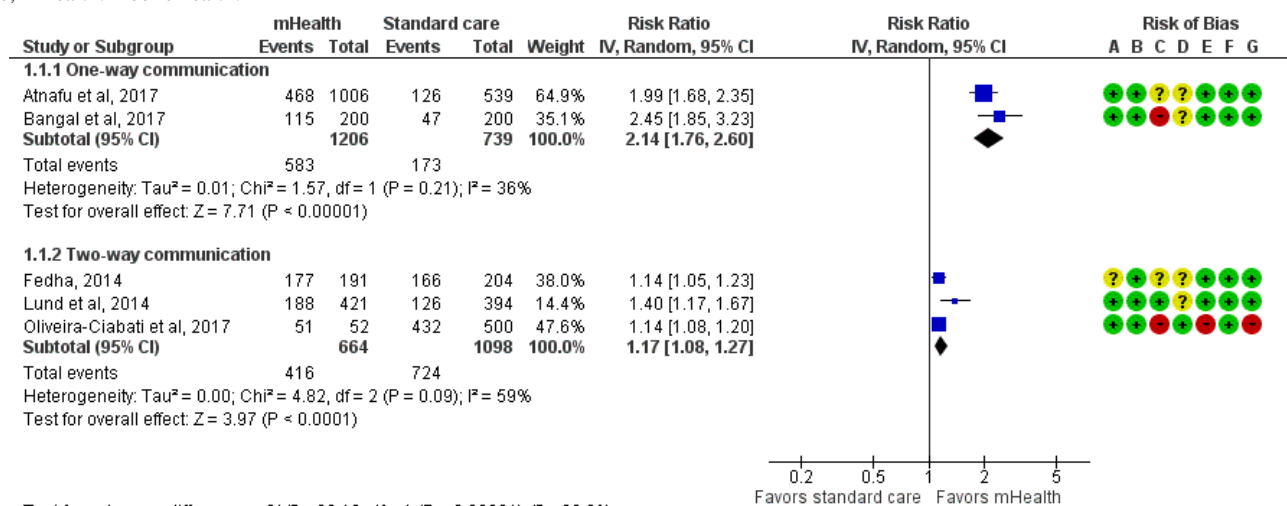 mHealth Standard care Risk Ratio Risk Ratio Risk of Bias
Study or Subgroup Events Total Events Total Weight IV, Random, 95% CI IV, Random, 95% CI A B C D E F G
1.1.1 One-way communication
Atnafu et al, 2017 468 1006 126 539 64.9% 1.99 [1.68, 2.35] + + ? ? + + +
Bangal et al, 2017 115 200 47 200 35.1% 2.45 [1.85, 3.23] + + - ? + + +
Subtotal (95% CI) 1206 739 100.0% 2.14 [1.76, 2.60]
Total events 583 173
Heterogeneity: Tau² = 0.01; Chi² = 1.57, df = 1 (P = 0.21); I² = 36%
Test for overall effect: Z = 7.71 (P < 0.00001)
1.1.2 Two-way communication
Fedha, 2014 177 191 166 204 38.0% 1.14 [1.05, 1.23] ? + ? ? + + +
Lund et al, 2014 188 421 126 394 14.4% 1.40 [1.17, 1.67] + + + ? + + +
Oliveira-Ciabati et al, 2017 51 52 432 500 47.6% 1.14 [1.08, 1.20] + + - + - + -
Subtotal (95% CI) 664 1098 100.0% 1.17 [1.08, 1.27]
Total events 416 724
Heterogeneity: Tau² = 0.00; Chi² = 4.82, df = 2 (P = 0.09); I² = 59%
Test for overall effect: Z = 3.97 (P < 0.0001)
0.2 0.5 1 2 5
Favors standard care Favors mHealth